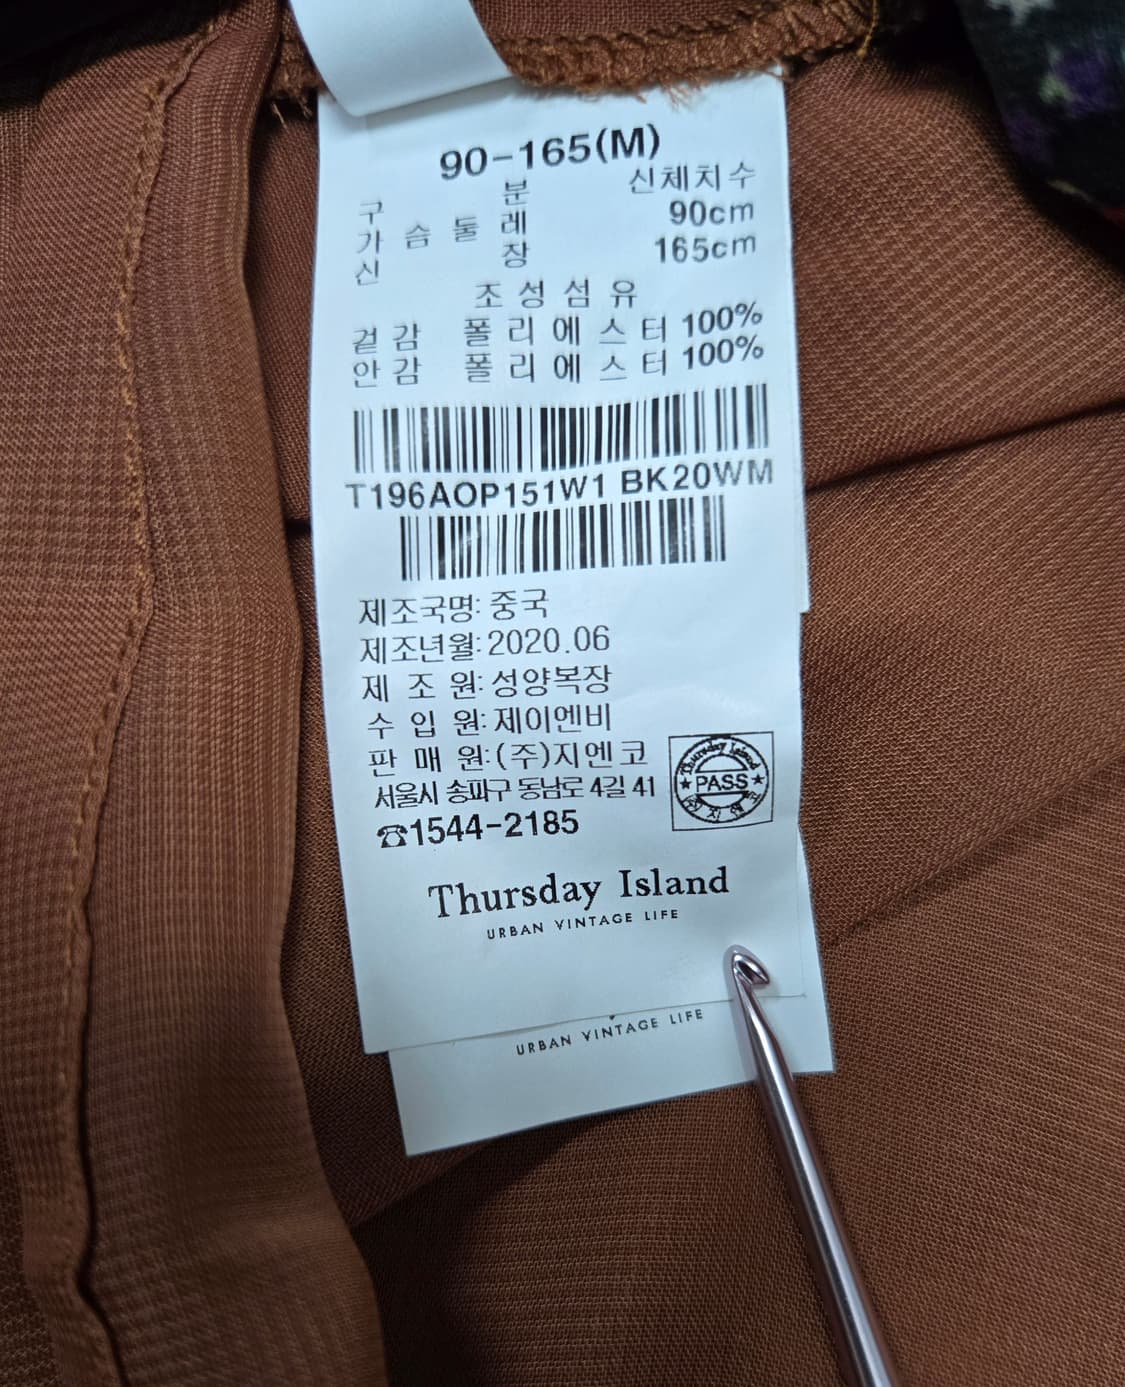 90-165(M)
구 분 신체치수
가 슴 둘 레 90cm
신 장 165cm
조 성 섬 유
겉 감 폴 리 에 스 터 100%
안 감 폴 리 에 스 터 100%
T196AOP151W1 BK20WM
제조국명: 중국
제조년월: 2020.06
제 조 원: 성양복장
수 입 원: 제이엔비
판 매 원: (주)지엔코
서울시 송파구 동남로 4길 41
☎1544-2185
Thursday Island
PASS
Thursday Island
URBAN VINTAGE LIFE
URBAN VINTAGE LIFE